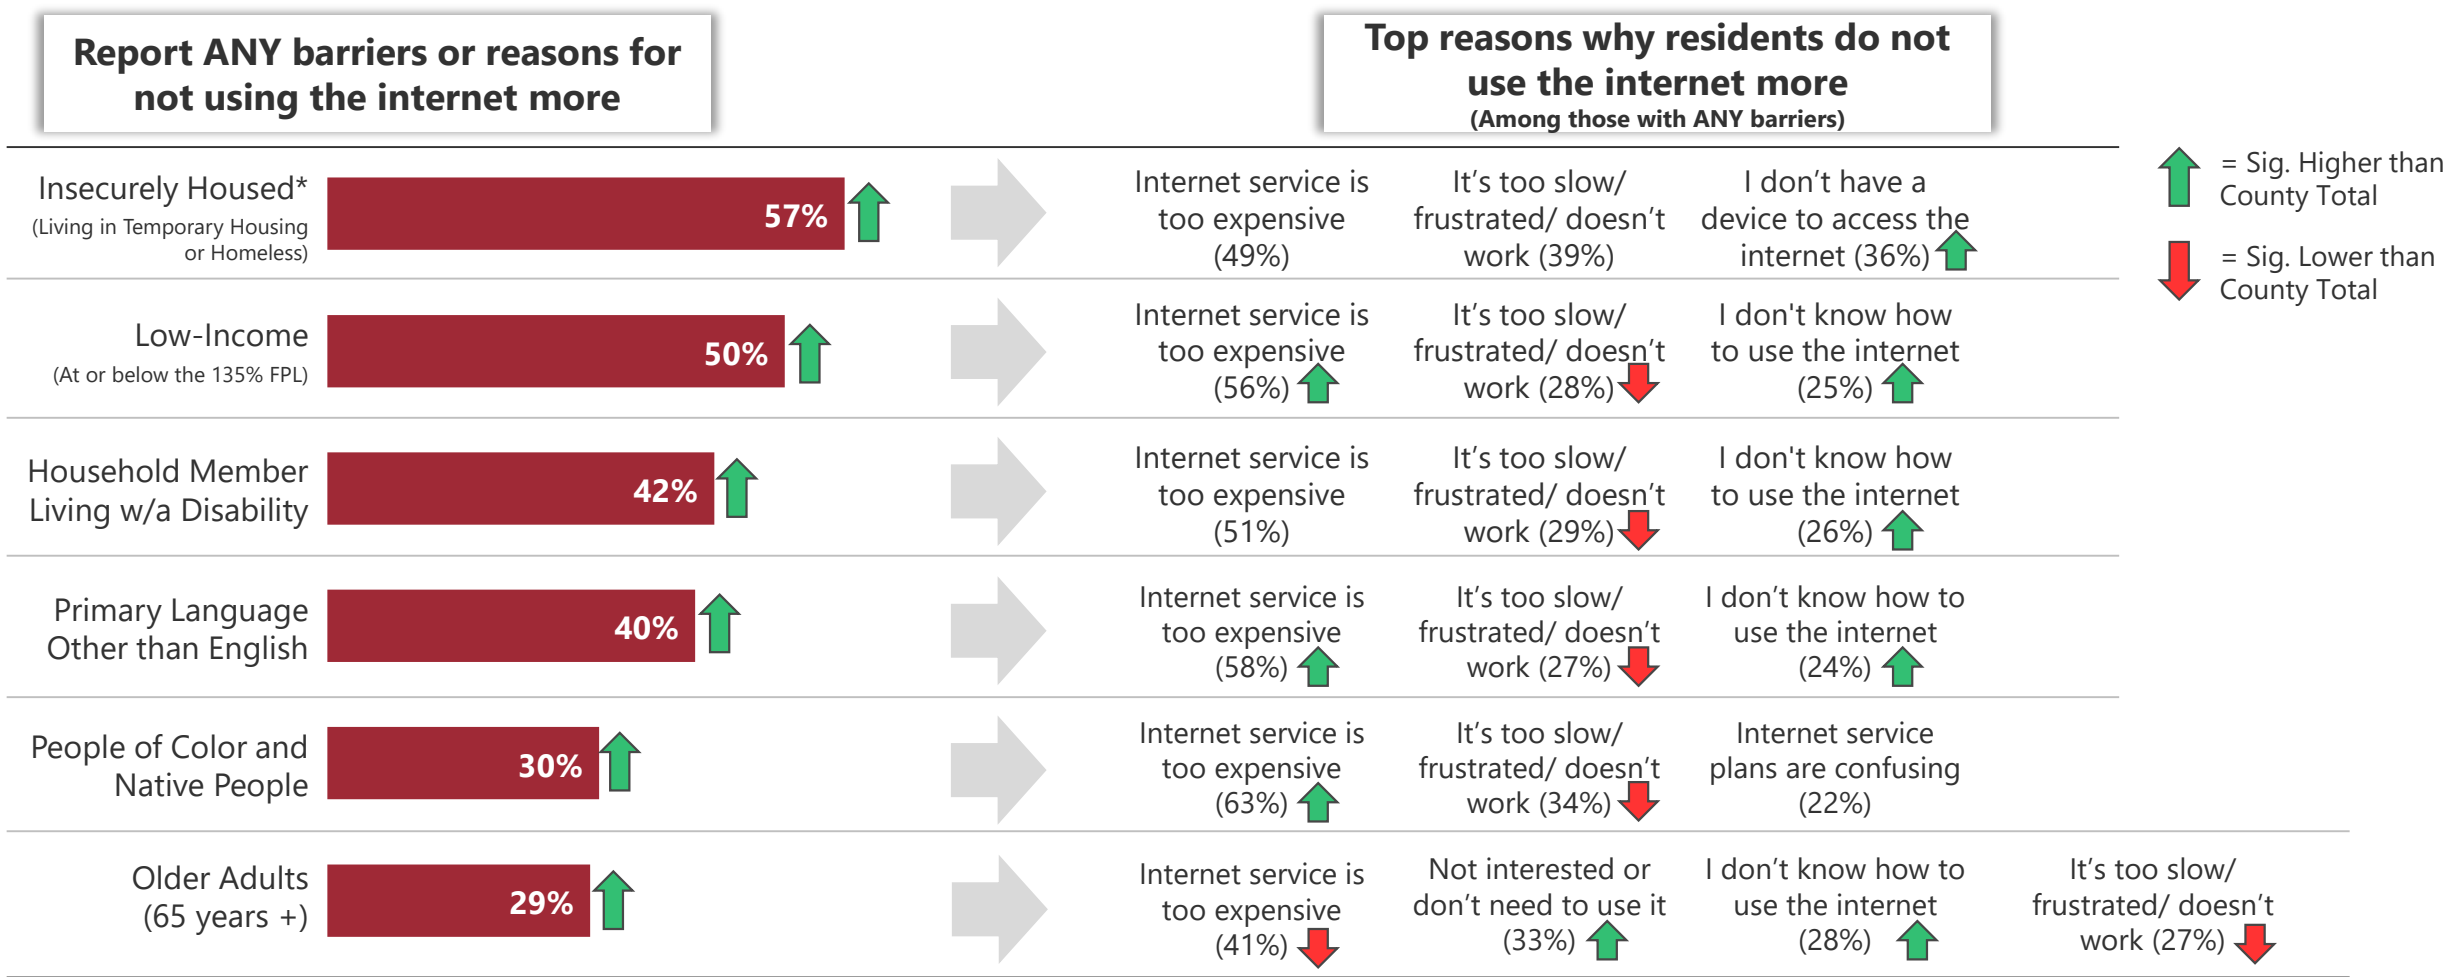 Report ANY barriers or reasons for
not using the internet more
Top reasons why residents do not
use the internet more
(Among those with ANY barriers)
= Sig. Higher than
County Total
= Sig. Lower than
County Total
Insecurely Housed*
(Living in Temporary Housing
or Homeless)
57%
Internet service is
too expensive
(49%)
It’s too slow/
frustrated/ doesn’t
work (39%)
I don’t have a
device to access the
internet (36%)
Low-Income
(At or below the 135% FPL)
50%
Internet service is
too expensive
(56%)
It’s too slow/
frustrated/ doesn’t
work (28%)
I don't know how
to use the internet
(25%)
Household Member
Living w/a Disability
42%
Internet service is
too expensive
(51%)
It’s too slow/
frustrated/ doesn’t
work (29%)
I don't know how
to use the internet
(26%)
Primary Language
Other than English
40%
Internet service is
too expensive
(58%)
It’s too slow/
frustrated/ doesn’t
work (27%)
I don’t know how to
use the internet
(24%)
People of Color and
Native People
30%
Internet service is
too expensive
(63%)
It’s too slow/
frustrated/ doesn’t
work (34%)
Internet service
plans are confusing
(22%)
Older Adults
(65 years +)
29%
Internet service is
too expensive
(41%)
Not interested or
don’t need to use it
(33%)
I don’t know how to
use the internet
(28%)
It’s too slow/
frustrated/ doesn’t
work (27%)